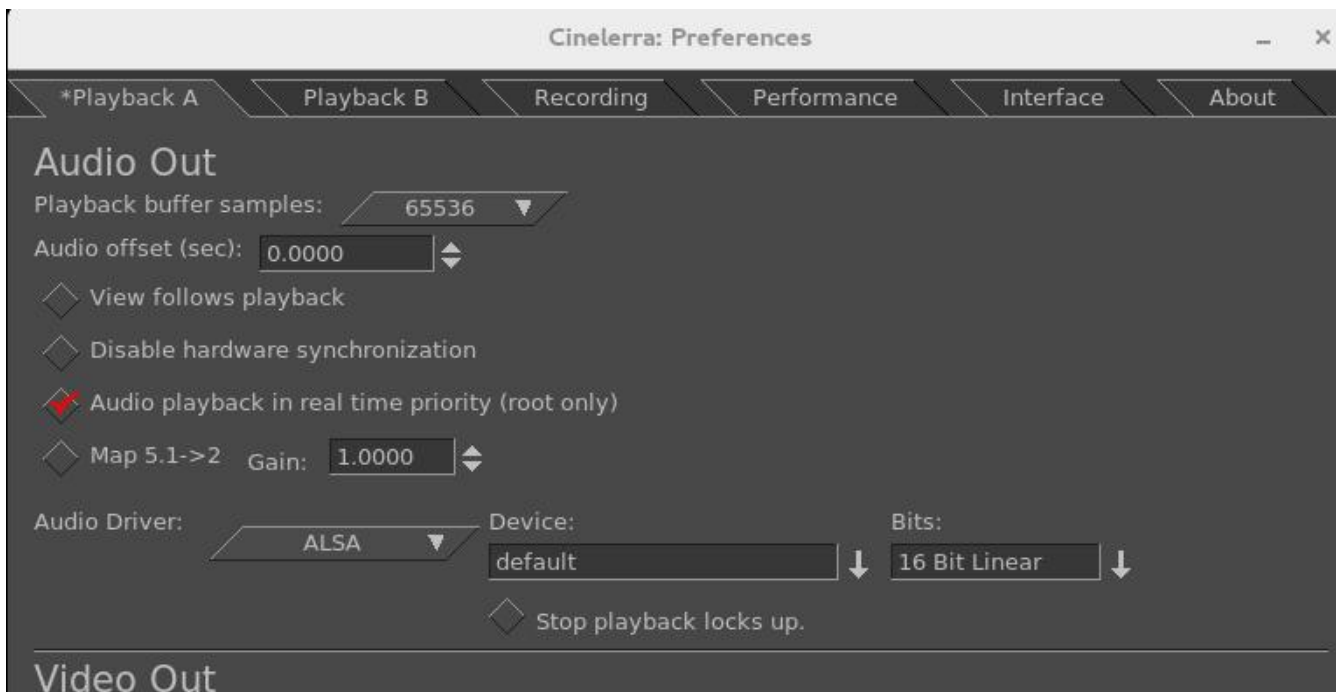 Cinelerra: Preferences
*Playback A Playback B Recording Performance Interface About
Audio Out
Playback buffer samples: 65536
Audio offset (sec): 0.0000
View follows playback
Disable hardware synchronization
Audio playback in real time priority (root only)
Map 5.1->2 Gain: 1.0000
Audio Driver: ALSA Device: Bits:
default 16 Bit Linear
Stop playback locks up.
Video Out